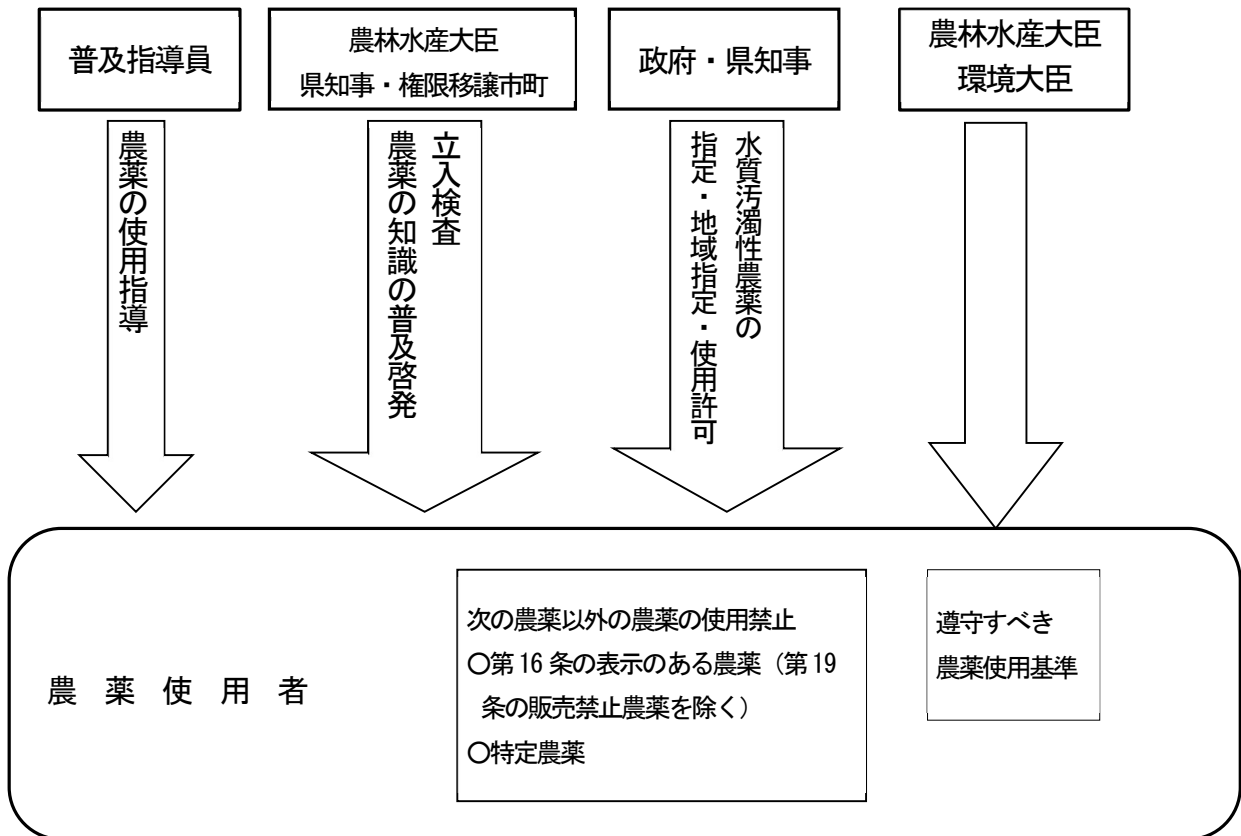 普及指導員
農林水産大臣
県知事・権限移譲市町
政府・県知事
農林水産大臣
環境大臣
農薬の使用指導
立入検査
農薬の知識の普及啓発
水質汚濁性農薬の
指定・地域指定・使用許可
農薬使用者
次の農薬以外の農薬の使用禁止
○第16条の表示のある農薬（第19
条の販売禁止農薬を除く）
○特定農薬
遵守すべき
農薬使用基準